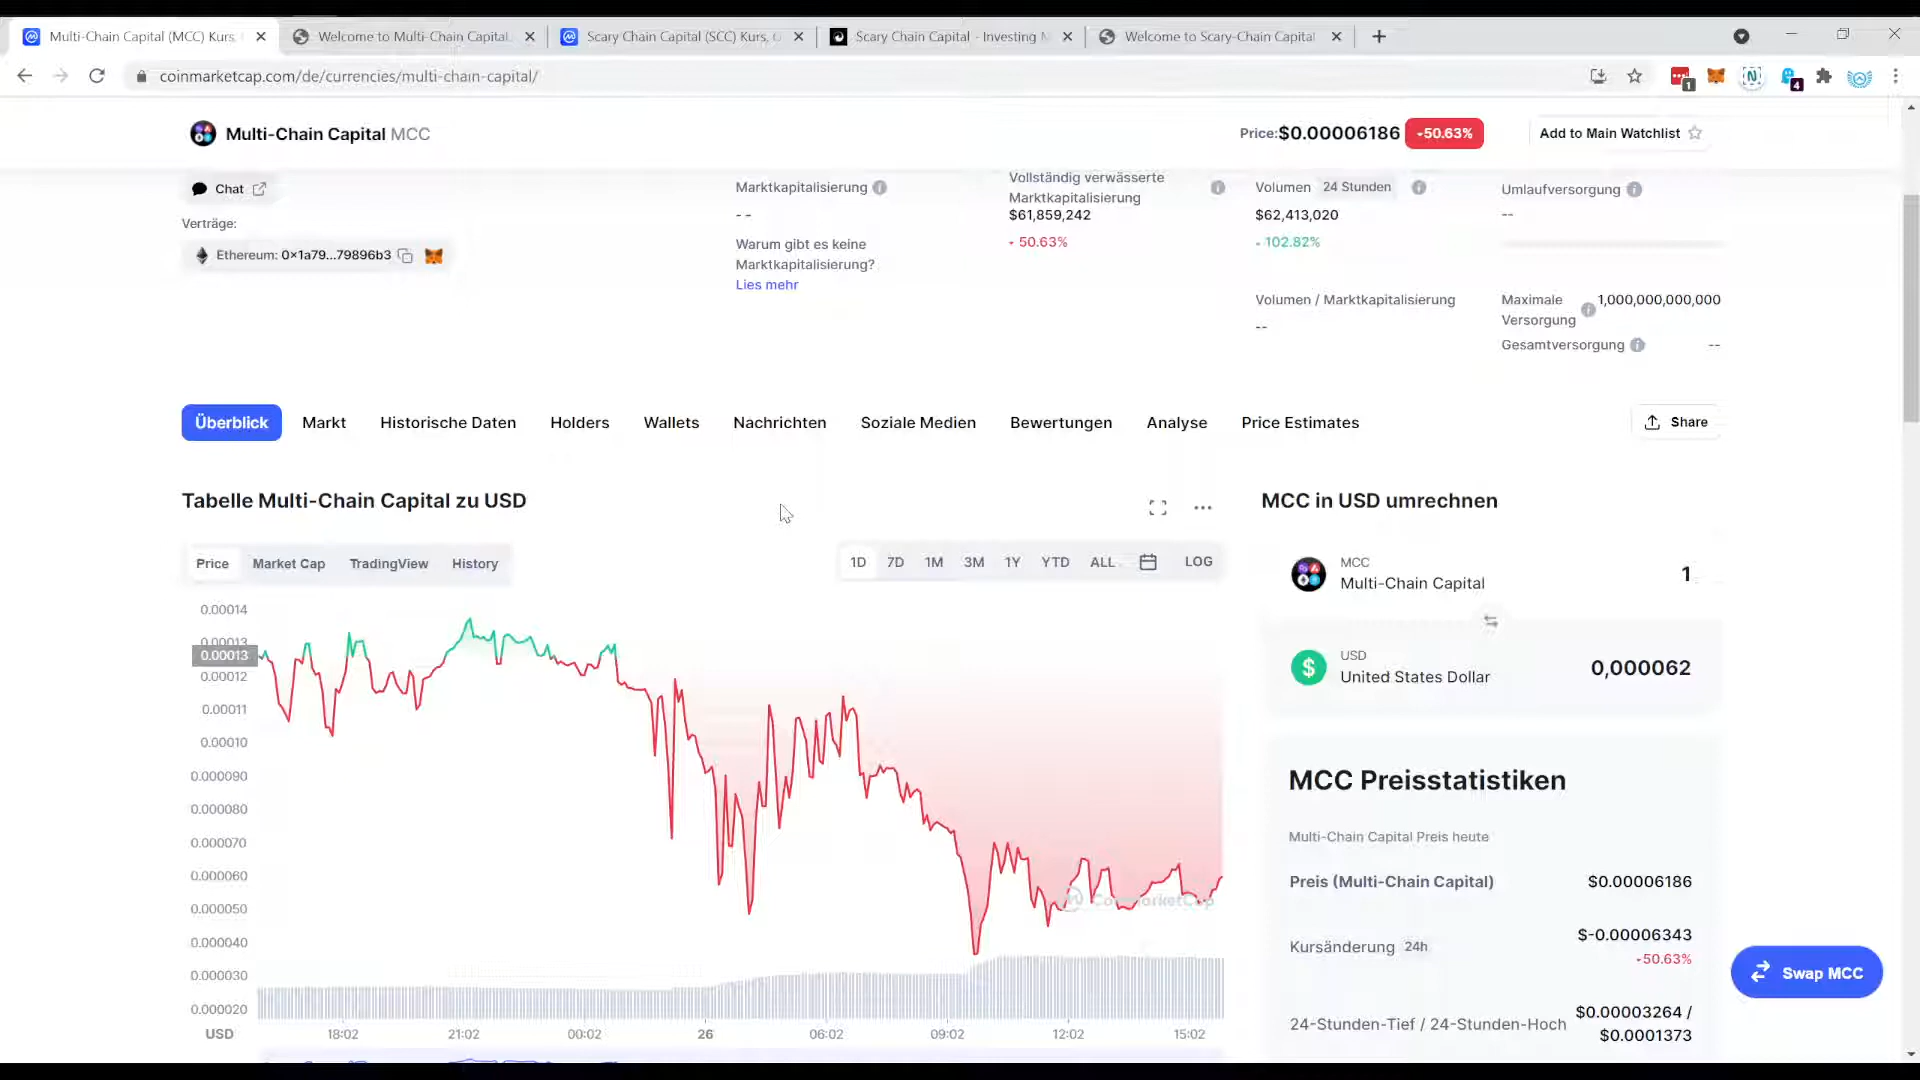 Multi-Chain Capital (MCC) Kurs,
Welcome to Multi-Chain Capital
Scary Chain Capital (SCC) Kurs,
Scary Chain Capital - Investing M
Welcome to Scary-Chain Capital
coinmarketcap.com/de/currencies/multi-chain-capital/
1
4
Multi-Chain Capital MCC
Price:$0.00006186
-50.63%
Add to Main Watchlist
Chat
Verträge:
Ethereum: 0x1a79...79896b3
Marktkapitalisierung
- -
Warum gibt es keine
Marktkapitalisierung?
Lies mehr
Vollständig verwässerte
Marktkapitalisierung
$61,859,242
50.63%
Volumen 24 Stunden
$62,413,020
102.82%
Volumen / Marktkapitalisierung
--
Umlaufversorgung
--
Maximale
Versorgung
1,000,000,000,000
Gesamtversorgung
--
Überblick
Markt
Historische Daten
Holders
Wallets
Nachrichten
Soziale Medien
Bewertungen
Analyse
Price Estimates
Share
Tabelle Multi-Chain Capital zu USD
Price
Market Cap
TradingView
History
1D
7D
1M
3M
1Y
YTD
ALL
LOG
0.00014
0.00013
0.00013
0.00012
0.00011
0.00010
0.000090
0.000080
0.000070
0.000060
0.000050
0.000040
0.000030
0.000020
USD
18:02
21:02
00:02
26
06:02
09:02
12:02
15:02
CoinMarketCap
MCC in USD umrechnen
MCC
Multi-Chain Capital
1
USD
United States Dollar
0,000062
MCC Preisstatistiken
Multi-Chain Capital Preis heute
Preis (Multi-Chain Capital)
$0.00006186
Kursänderung 24h
$-0.00006343
-50.63%
24-Stunden-Tief / 24-Stunden-Hoch
$0.00003264 /
$0.0001373
Swap MCC